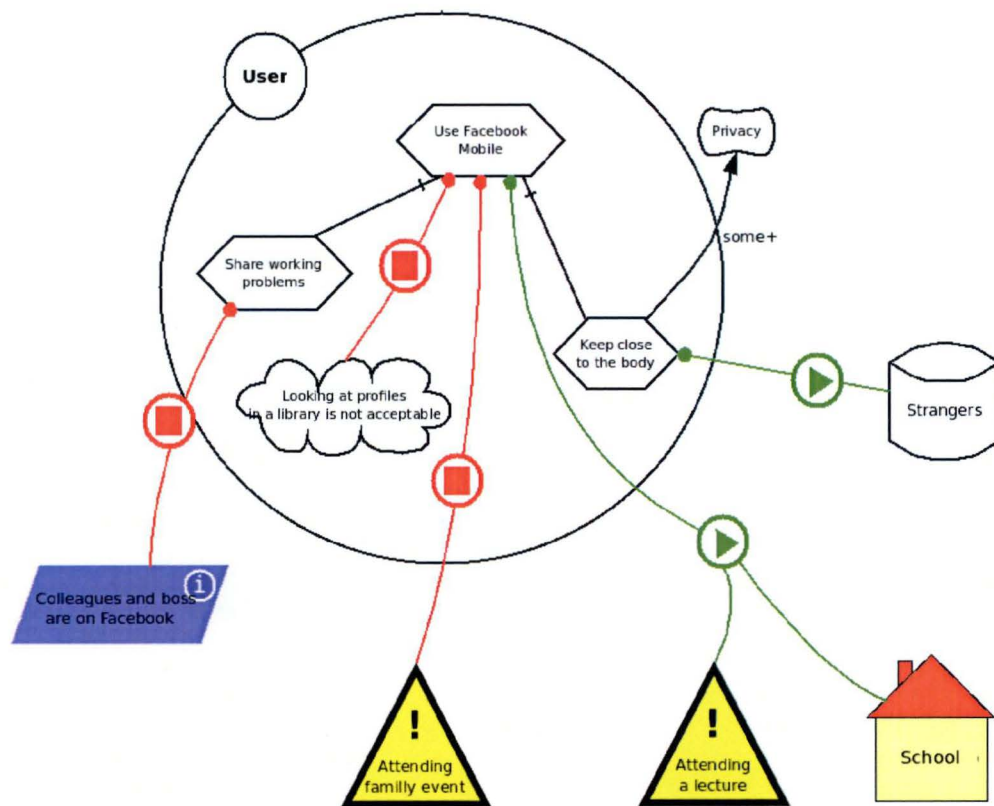 User
Use Facebook
Mobile
Privacy
some+
Share working
problems
Keep close
to the body
Looking at profiles
in a library is not acceptable
Strangers
i
Colleagues and boss
are on Facebook
!
Attending
familly event
!
Attending
a lecture
School